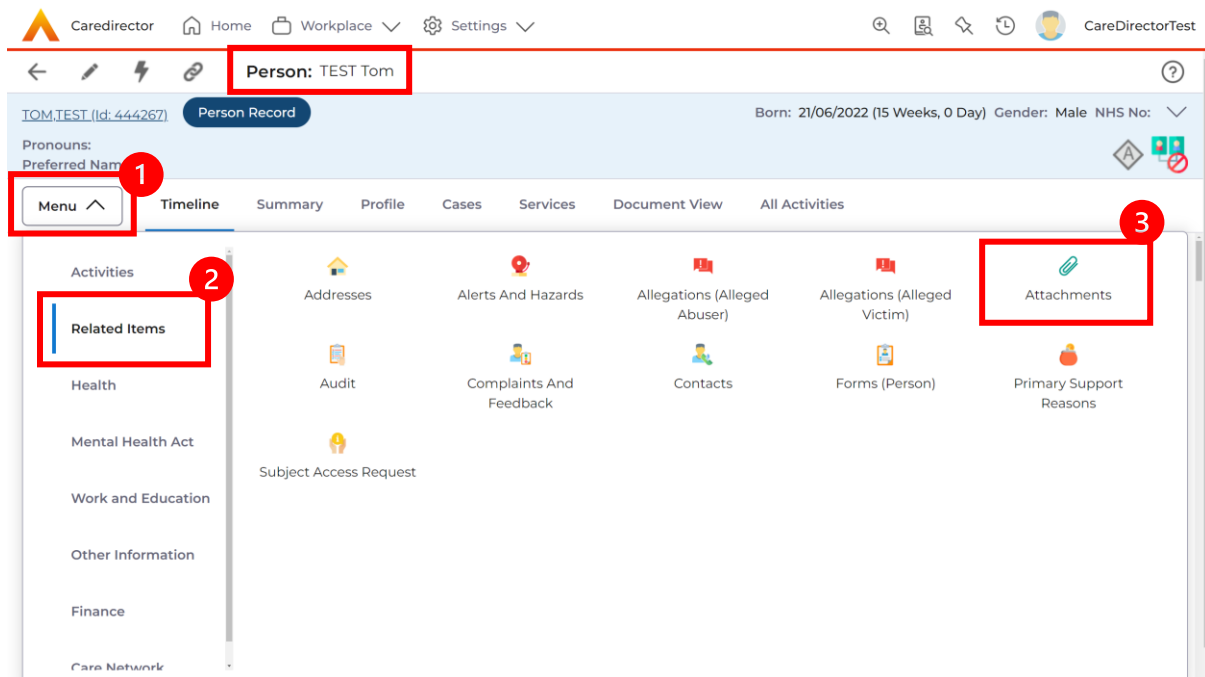 Caredirector Home Workplace Settings CareDirectorTest
Person: TEST Tom
TOM,TEST (Id: 444267) Person Record Born: 21/06/2022 (15 Weeks, 0 Day) Gender: Male NHS No:
Pronouns:
A
Preferred Nam
1
Menu Timeline Summary Profile Cases Services Document View All Activities
3
Activities
2
Addresses Alerts And Hazards Allegations (Alleged Allegations (Alleged Attachments
Abuser) Victim)
Related Items
Audit Complaints And Contacts Forms (Person) Primary Support
Feedback Reasons
Health
Mental Health Act
Subject Access Request
Work and Education
Other Information
Finance
Care Network